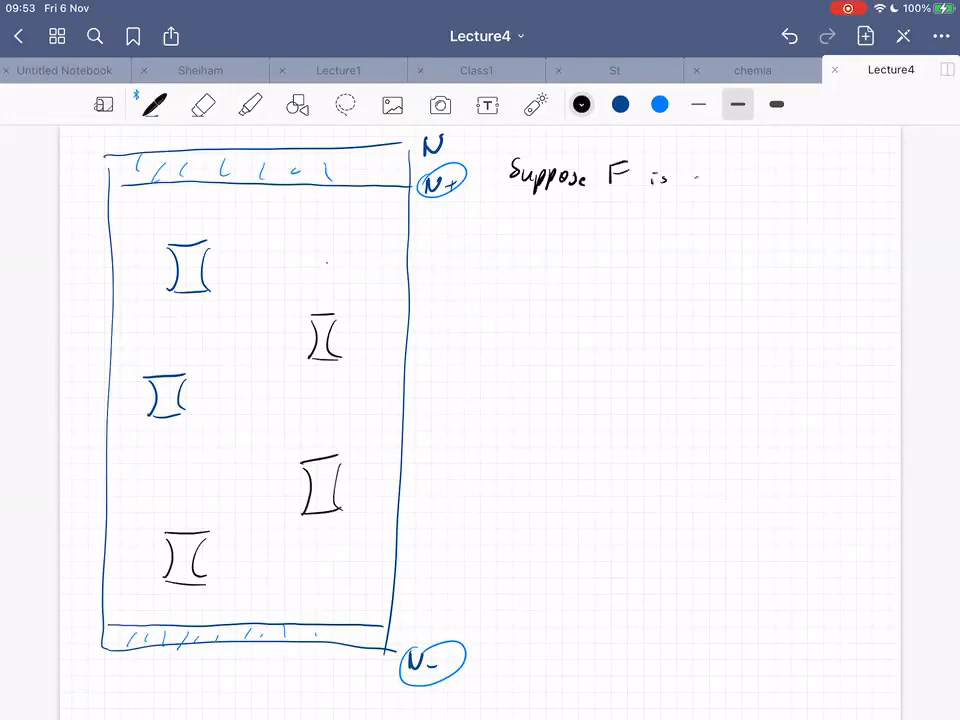 09:53 Fri 6 Nov
100%
Lecture4
Untitled Notebook
Sheiham
Lecture1
Class1
St
chemia
Lecture4
N
N+
Suppose F is
N-